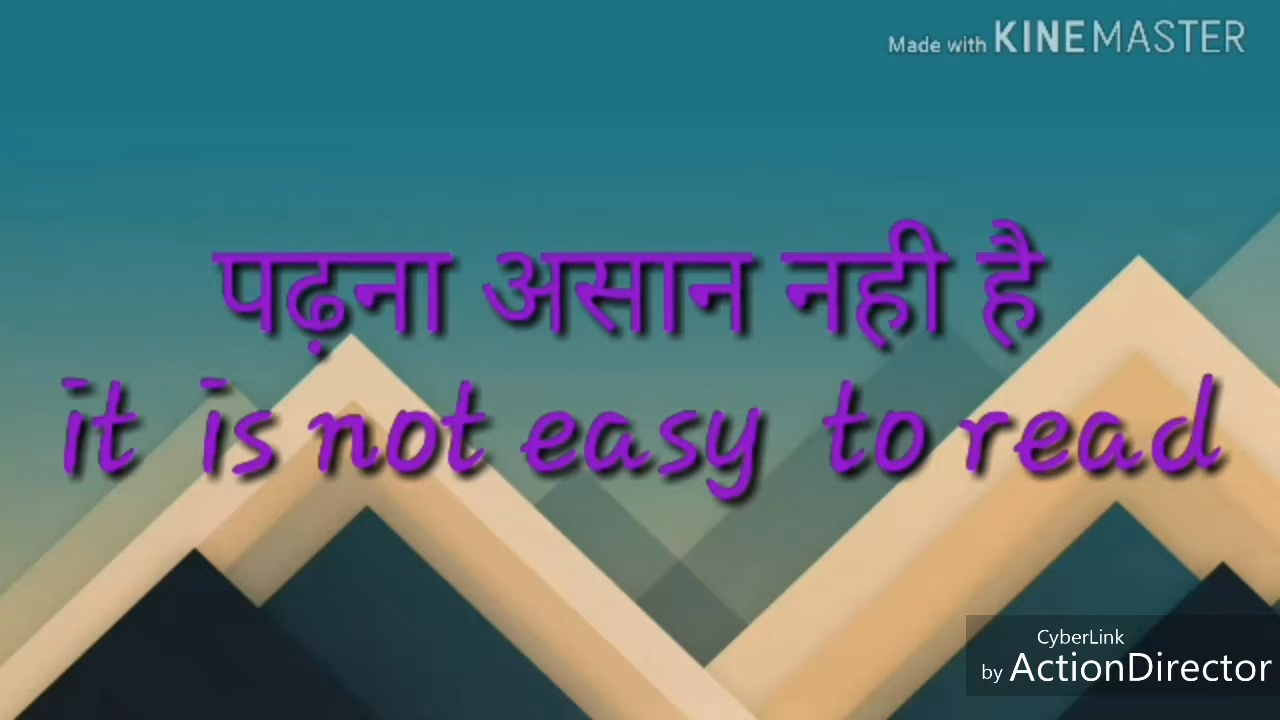 Made with KINEMASTER
पढ़ना असान नही है
it is not easy to read
CyberLink
by ActionDirector